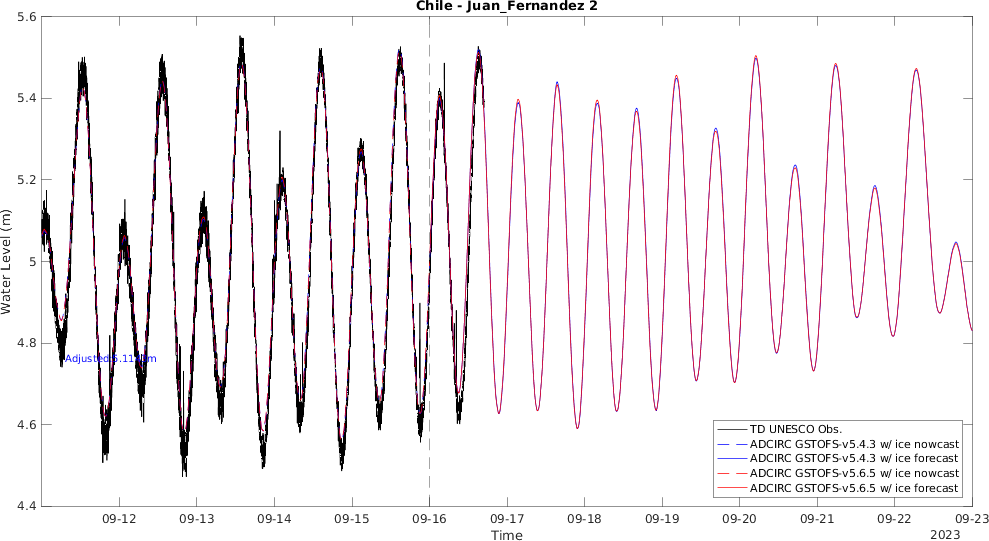 Chile - Juan_Fernandez 2
5.6
5.4
5.2
5
4.8
4.6
4.4
Water Level (m)
09-12
09-13
09-14
09-15
09-16
09-17
09-18
09-19
09-20
09-21
09-22
09-23
Time
2023
TD UNESCO Obs.
ADCIRC GSTOFS-v5.4.3 w/ ice nowcast
ADCIRC GSTOFS-v5.4.3 w/ ice forecast
ADCIRC GSTOFS-v5.6.5 w/ ice nowcast
ADCIRC GSTOFS-v5.6.5 w/ ice forecast